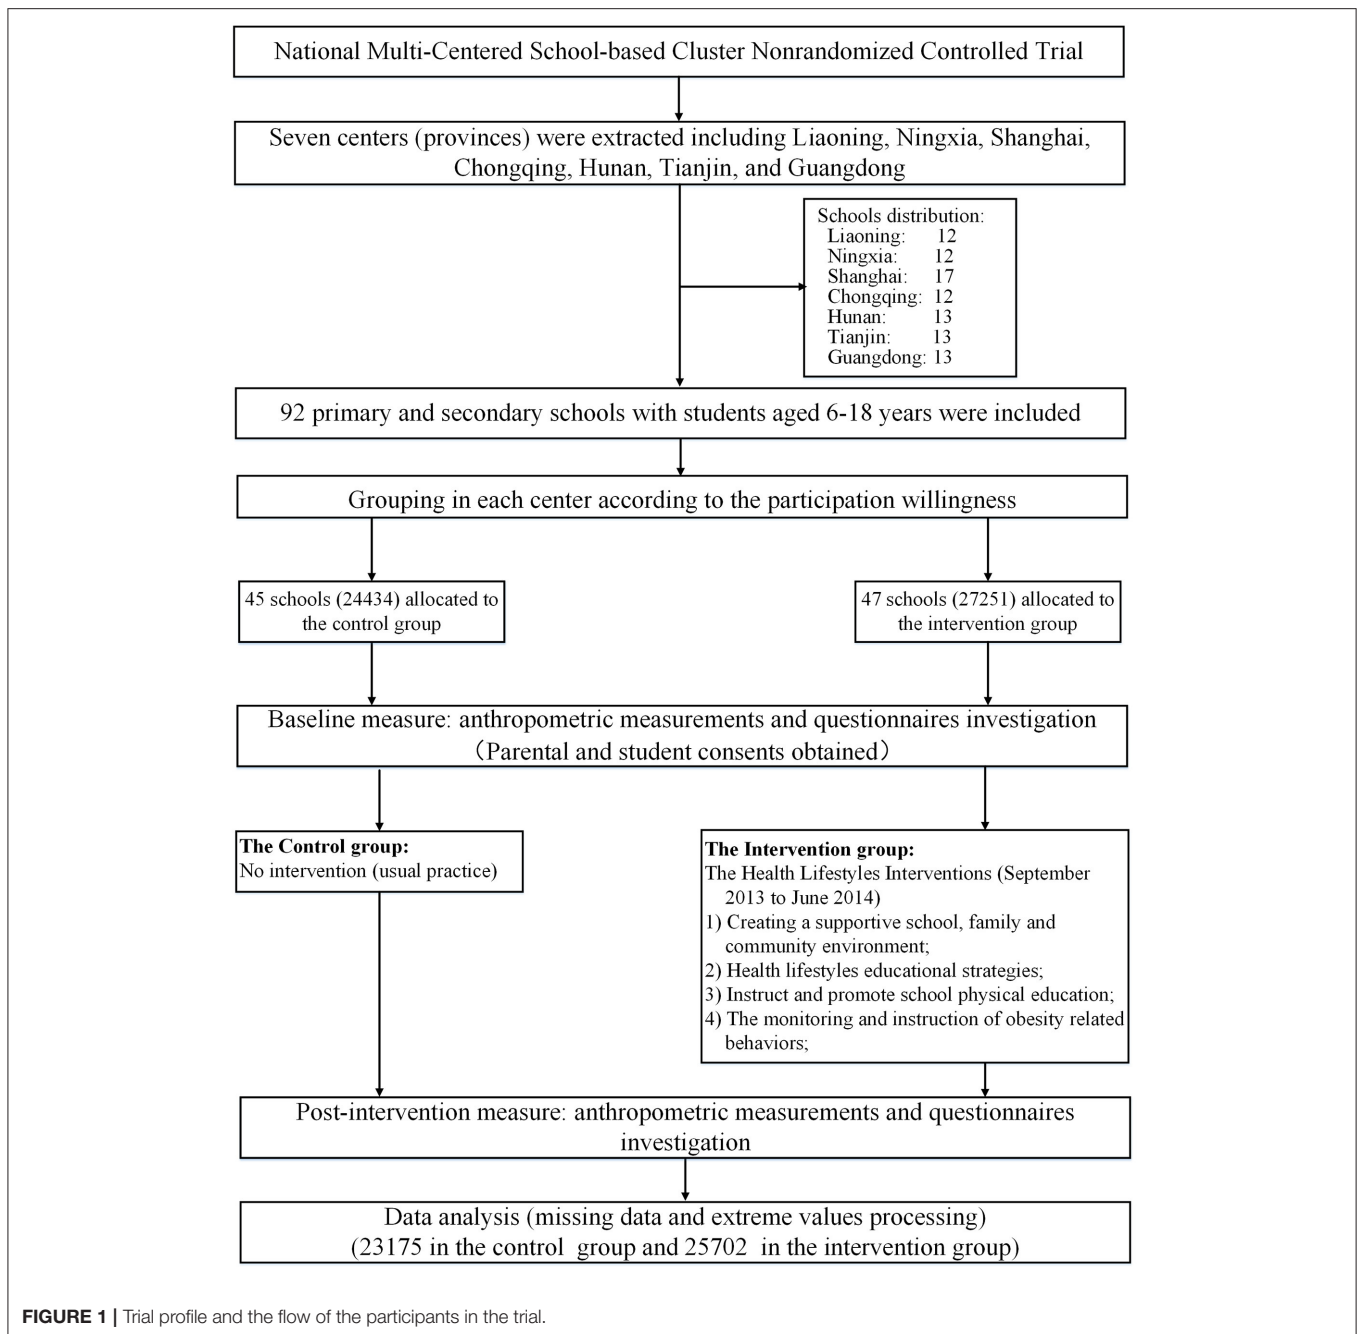 National Multi-Centered School-based Cluster Nonrandomized Controlled Trial
Seven centers (provinces) were extracted including Liaoning, Ningxia, Shanghai,
Chongqing, Hunan, Tianjin, and Guangdong
Schools distribution:
Liaoning: 12
Ningxia: 12
Shanghai: 17
Chongqing: 12
Hunan: 13
Tianjin: 13
Guangdong: 13
92 primary and secondary schools with students aged 6-18 years were included
Grouping in each center according to the participation willingness
45 schools (24434) allocated to
the control group
47 schools (27251) allocated to
the intervention group
Baseline measure: anthropometric measurements and questionnaires investigation
（Parental and student consents obtained）
The Control group:
No intervention (usual practice)
The Intervention group:
The Health Lifestyles Interventions (September
2013 to June 2014)
1) Creating a supportive school, family and
community environment;
2) Health lifestyles educational strategies;
3) Instruct and promote school physical education;
4) The monitoring and instruction of obesity related
behaviors;
Post-intervention measure: anthropometric measurements and questionnaires
investigation
Data analysis (missing data and extreme values processing)
(23175 in the control group and 25702 in the intervention group)
FIGURE 1 | Trial profile and the flow of the participants in the trial.